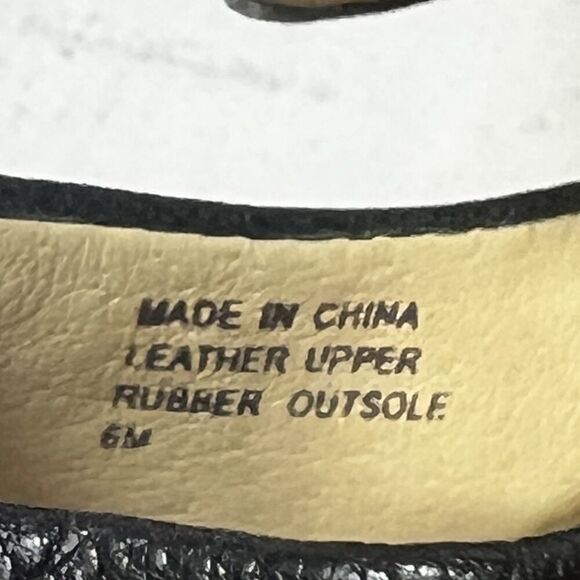 MADE IN CHINA
LEATHER UPPER
RUBBER OUTSOLE
6M